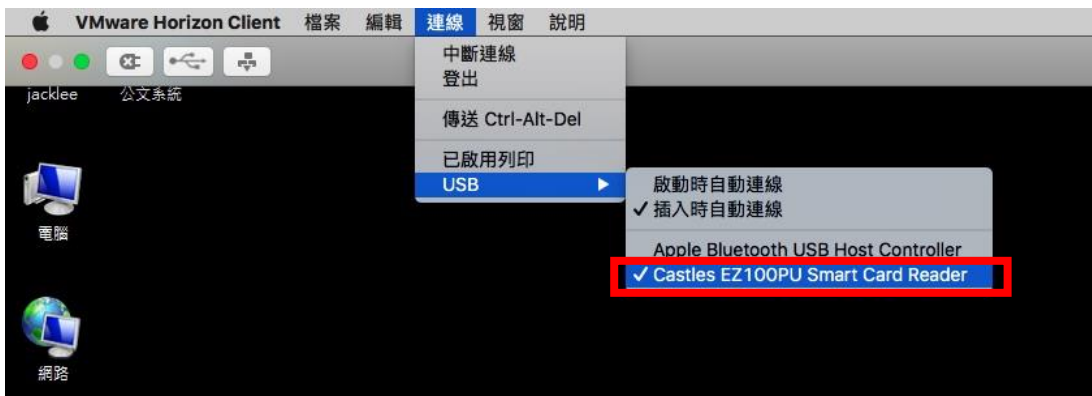 VMware Horizon Client 檔案 編輯 連線 視窗 說明
中斷連線
登出
傳送 Ctrl-Alt-Del
已啟用列印
USB
啟動時自動連線
✓ 插入時自動連線
Apple Bluetooth USB Host Controller
✓ Castles EZ100PU Smart Card Reader
jacklee 公文系統
電腦
網路